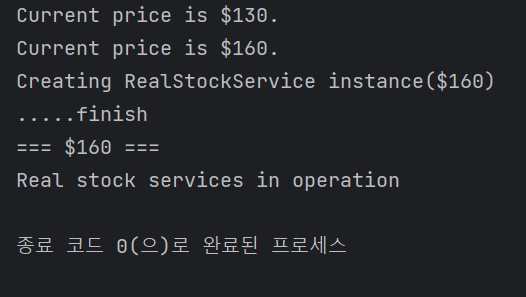 Current price is $130.
Current price is $160.
Creating RealStockService instance($160)
.....finish
=== $160 ===
Real stock services in operation
종료 코드 0(으)로 완료된 프로세스